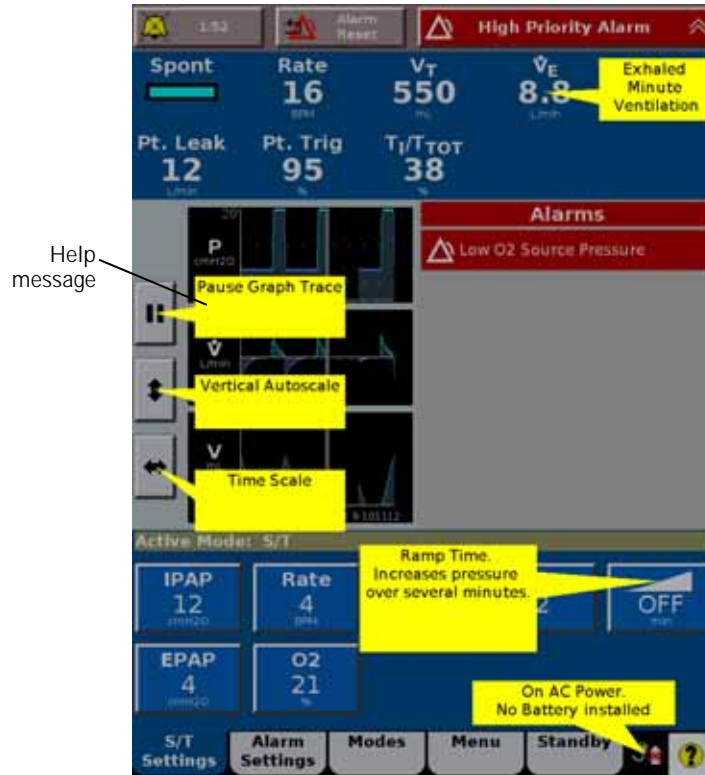 1:52
Alarm
Reset
High Priority Alarm
Spont
Rate
16
BPM
VT
550
mL
V̇E
8.8
L/min
Exhaled
Minute
Ventilation
Pt. Leak
12
L/min
Pt. Trig
95
%
TI/TTOT
38
%
Help
message
20
P
cmH2O
Pause Graph Trace
V̇
L/min
Vertical Autoscale
V
mL
Time Scale
9 10 11 12
Alarms
Low O2 Source Pressure
Active Mode: S/T
IPAP
12
cmH2O
Rate
4
BPM
Ramp Time.
Increases pressure
over several minutes.
2
OFF
min
EPAP
4
cmH2O
O2
21
%
On AC Power.
No Battery installed
S/T
Settings
Alarm
Settings
Modes
Menu
Standby
?